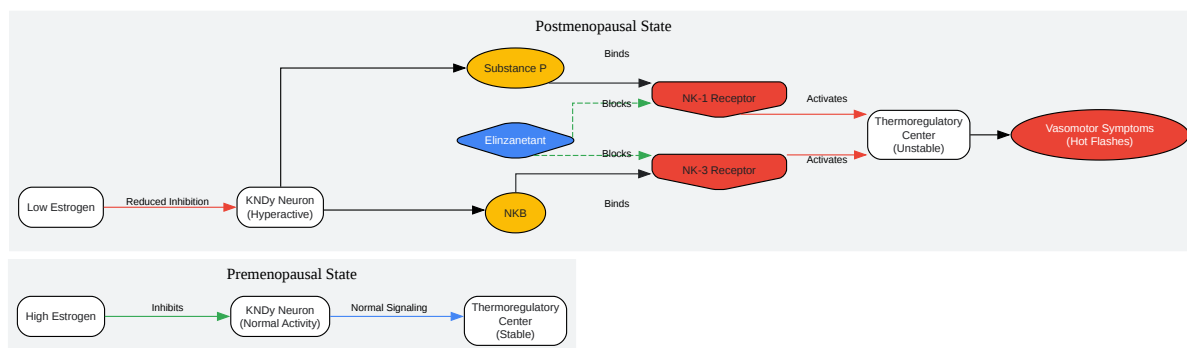 Postmenopausal State
Substance P
Binds
NK-1 Receptor
Blocks
Activates
Elinzanetant
Thermoregulatory
Center
(Unstable)
Vasomotor Symptoms
(Hot Flashes)
Blocks
NK-3 Receptor
Activates
Low Estrogen
Reduced Inhibition
KNDy Neuron
(Hyperactive)
NKB
Binds
Premenopausal State
High Estrogen
Inhibits
KNDy Neuron
(Normal Activity)
Normal Signaling
Thermoregulatory
Center
(Stable)